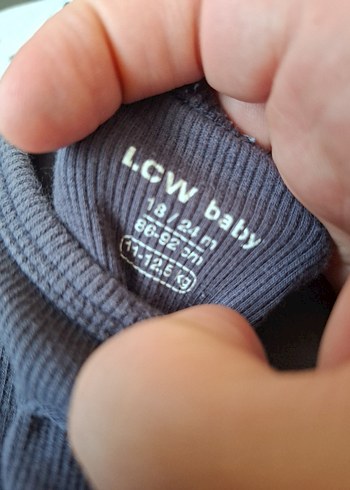 LCW baby
18 / 24 m
86-92 cm
11-12,5 kg